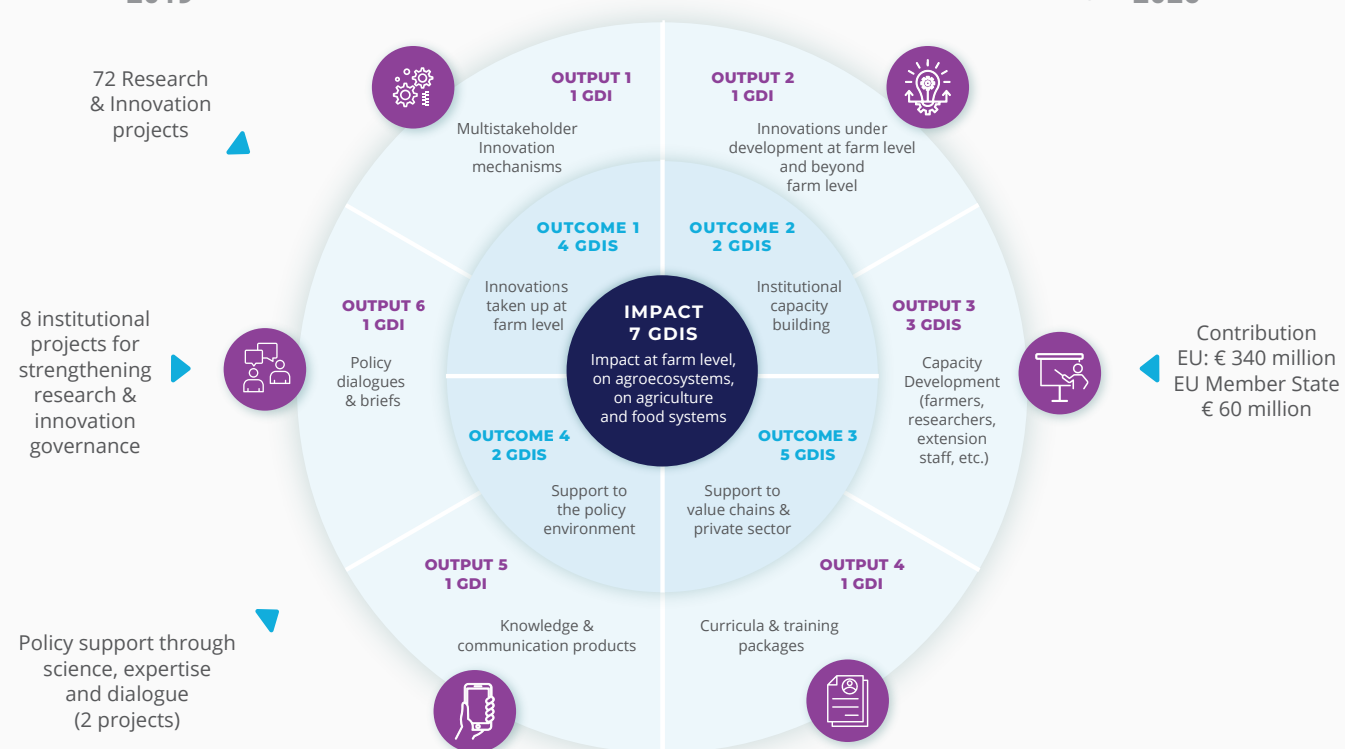 72 Research
& Innovation
projects
8 institutional
projects for
strengthening
research &
innovation
governance
Policy support through
science, expertise
and dialogue
(2 projects)
OUTPUT 1
1 GDI
Multistakeholder
Innovation
mechanisms
OUTPUT 2
1 GDI
Innovations under
development at farm level
and beyond
farm level
OUTPUT 3
3 GDIS
Capacity
Development
(farmers,
researchers,
extension
staff, etc.)
OUTPUT 4
1 GDI
Curricula & training
packages
OUTPUT 5
1 GDI
Knowledge &
communication products
OUTPUT 6
1 GDI
Policy
dialogues
& briefs
OUTCOME 1
4 GDIS
Innovations
taken up at
farm level
OUTCOME 2
2 GDIS
Institutional
capacity
building
OUTCOME 3
5 GDIS
Support to
value chains &
private sector
OUTCOME 4
2 GDIS
Support to
the policy
environment
IMPACT
7 GDIS
Impact at farm level,
on agroecosystems,
on agriculture
and food systems
Contribution
EU: € 340 million
EU Member State
€ 60 million